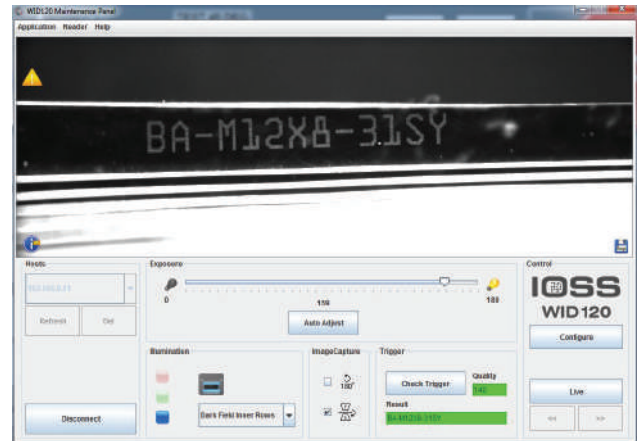 WID120 Maintenance Panel
Application Reader Help
BA-M12X8-31SY
Hosts
Refresh
Del
Disconnect
Exposure
0
159
180
Auto Adjust
Illumination
Dark Field Inner Rows
ImageCapture
180°
Trigger
Check Trigger
Quality
Result
Control
IOSS
WID120
Configure
Live
<<
>>